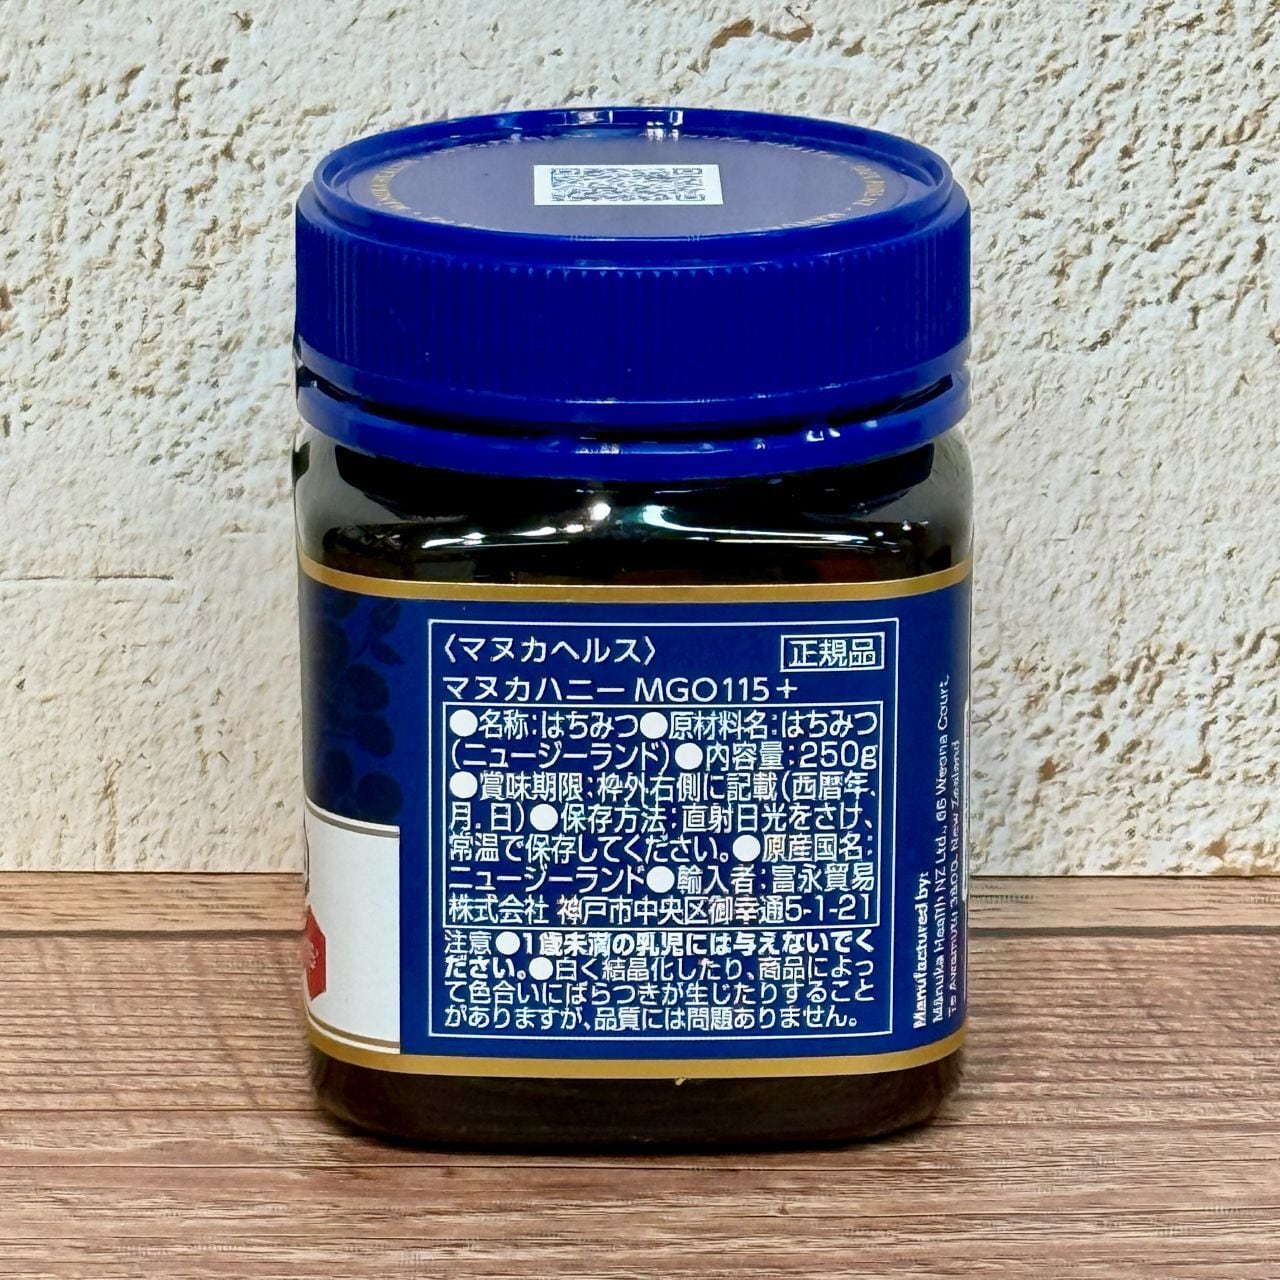 〈マヌカヘルス〉 正規品
マヌカハニー MGO115+
●名称:はちみつ●原材料名:はちみつ
(ニュージーランド)●内容量:250g
●賞味期限:枠外右側に記載(西暦年、
月、日)●保存方法:直射日光をさけ、
常温で保存してください。●原産国名:
ニュージーランド●輸入者:富永貿易
株式会社 神戸市中央区御幸通5-1-21
注意●1歳未満の乳児には与えないでく
ださい。●白く結晶化したり、商品によっ
て色合いにばらつきが生じたりすること
がありますが、品質には問題ありません。
Manufactured by:
Manuka Health NZ Ltd., 66 Weona Court,
Te Awamutu 3800, New Zealand